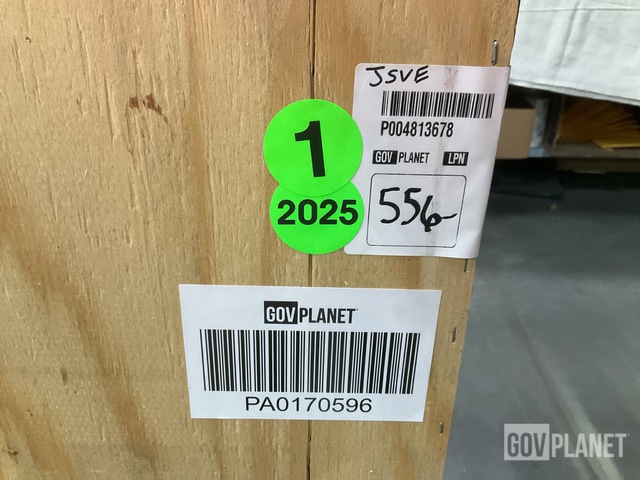 JSVE
P004813678
GOV PLANET LPN
556
1
2025
GOVPLANET
PA0170596
GOVPLANET